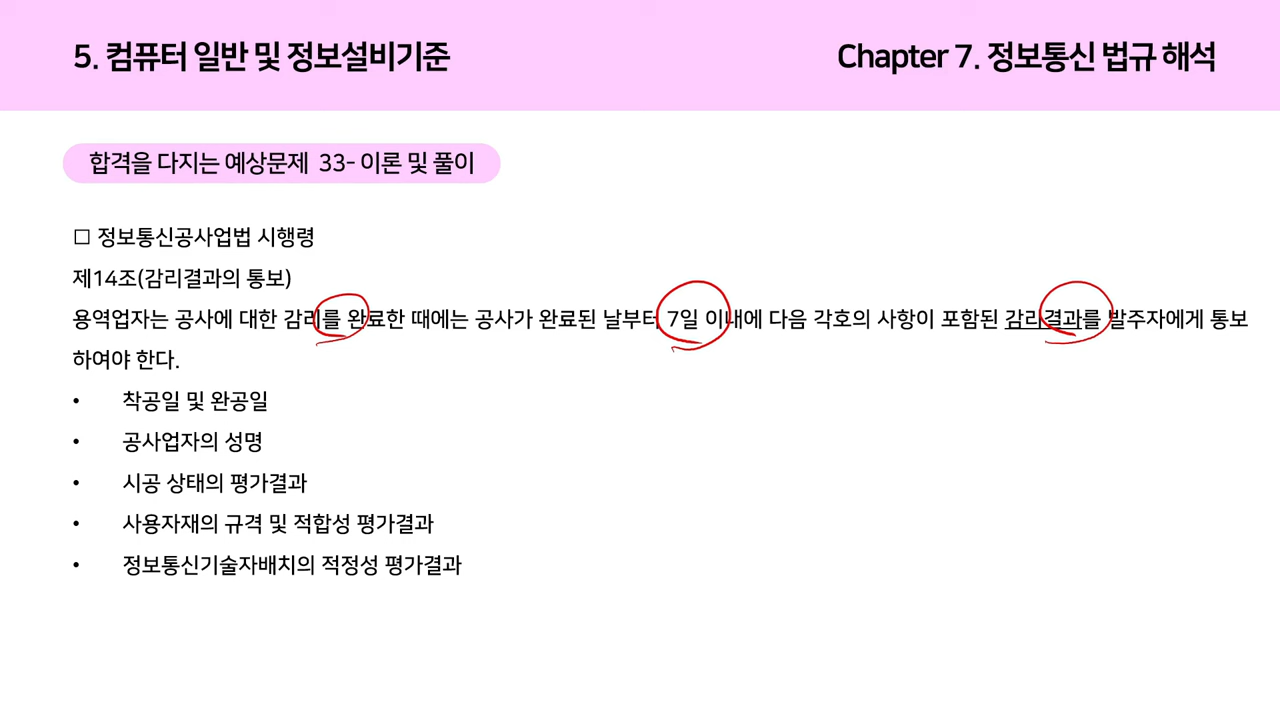 5. 컴퓨터 일반 및 정보설비기준
Chapter 7. 정보통신 법규 해석
합격을 다지는 예상문제 33- 이론 및 풀이
□ 정보통신공사업법 시행령
제14조(감리결과의 통보)
용역업자는 공사에 대한 감리를 완료한 때에는 공사가 완료된 날부터 7일 이내에 다음 각호의 사항이 포함된 감리결과를 발주자에게 통보
하여야 한다.
• 착공일 및 완공일
• 공사업자의 성명
• 시공 상태의 평가결과
• 사용자재의 규격 및 적합성 평가결과
• 정보통신기술자배치의 적정성 평가결과